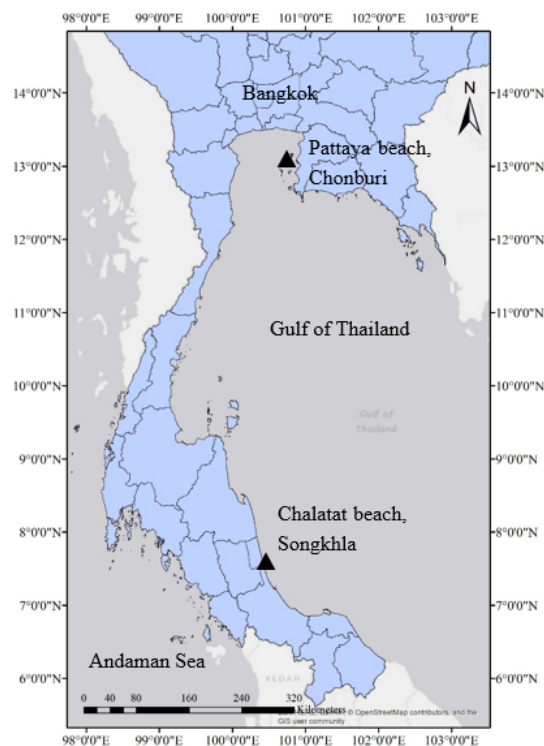 98°0'0"E 99°0'0"E 100°0'0"E 101°0'0"E 102°0'0"E 103°0'0"E
14°0'0"N 14°0'0"N
Bangkok
N
13°0'0"N 13°0'0"N
Pattaya beach,
Chonburi
12°0'0"N 12°0'0"N
11°0'0"N 11°0'0"N
Gulf of Thailand
10°0'0"N 10°0'0"N
Gulf of
Thailand
9°0'0"N 9°0'0"N
Chalatat beach,
Songkhla
8°0'0"N 8°0'0"N
7°0'0"N 7°0'0"N
Andaman Sea
KEDAH
6°0'0"N 6°0'0"N
0 40 80 160 240 320
Kilometers
© OpenStreetMap contributors, and the
GIS user community
98°0'0"E 99°0'0"E 100°0'0"E 101°0'0"E 102°0'0"E 103°0'0"E